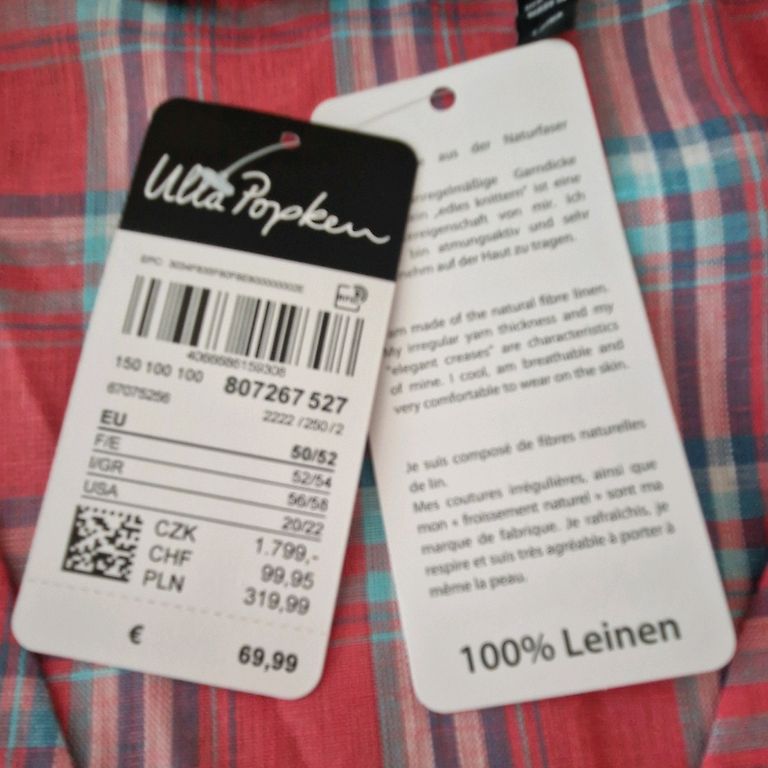 Ulla Popken
807267 527
150 100 100
67075256
2222 / 250 / 2
EU 50/52
F/E 52/54
I/GR 56/58
USA 20/22
CZK 1.799,-
CHF 99,95
PLN 319,99
€ 69,99
aus der Naturfaser
Garndicke
„edles knittern" ist eine
von mir. Ich
bin atmungsaktiv und sehr
auf der Haut zu tragen.
made of the natural fibre linen.
My irregular yarn thickness and my
"elegant creases" are characteristics
of mine. I cool, am breathable and
very comfortable to wear on the skin.
Je suis composé de fibres naturelles
de lin.
Mes coutures irrégulières, ainsi que
mon « froissement naturel » sont ma
marque de fabrique. Je rafraîchis, je
respire et suis très agréable à porter à
même la peau.
100% Leinen